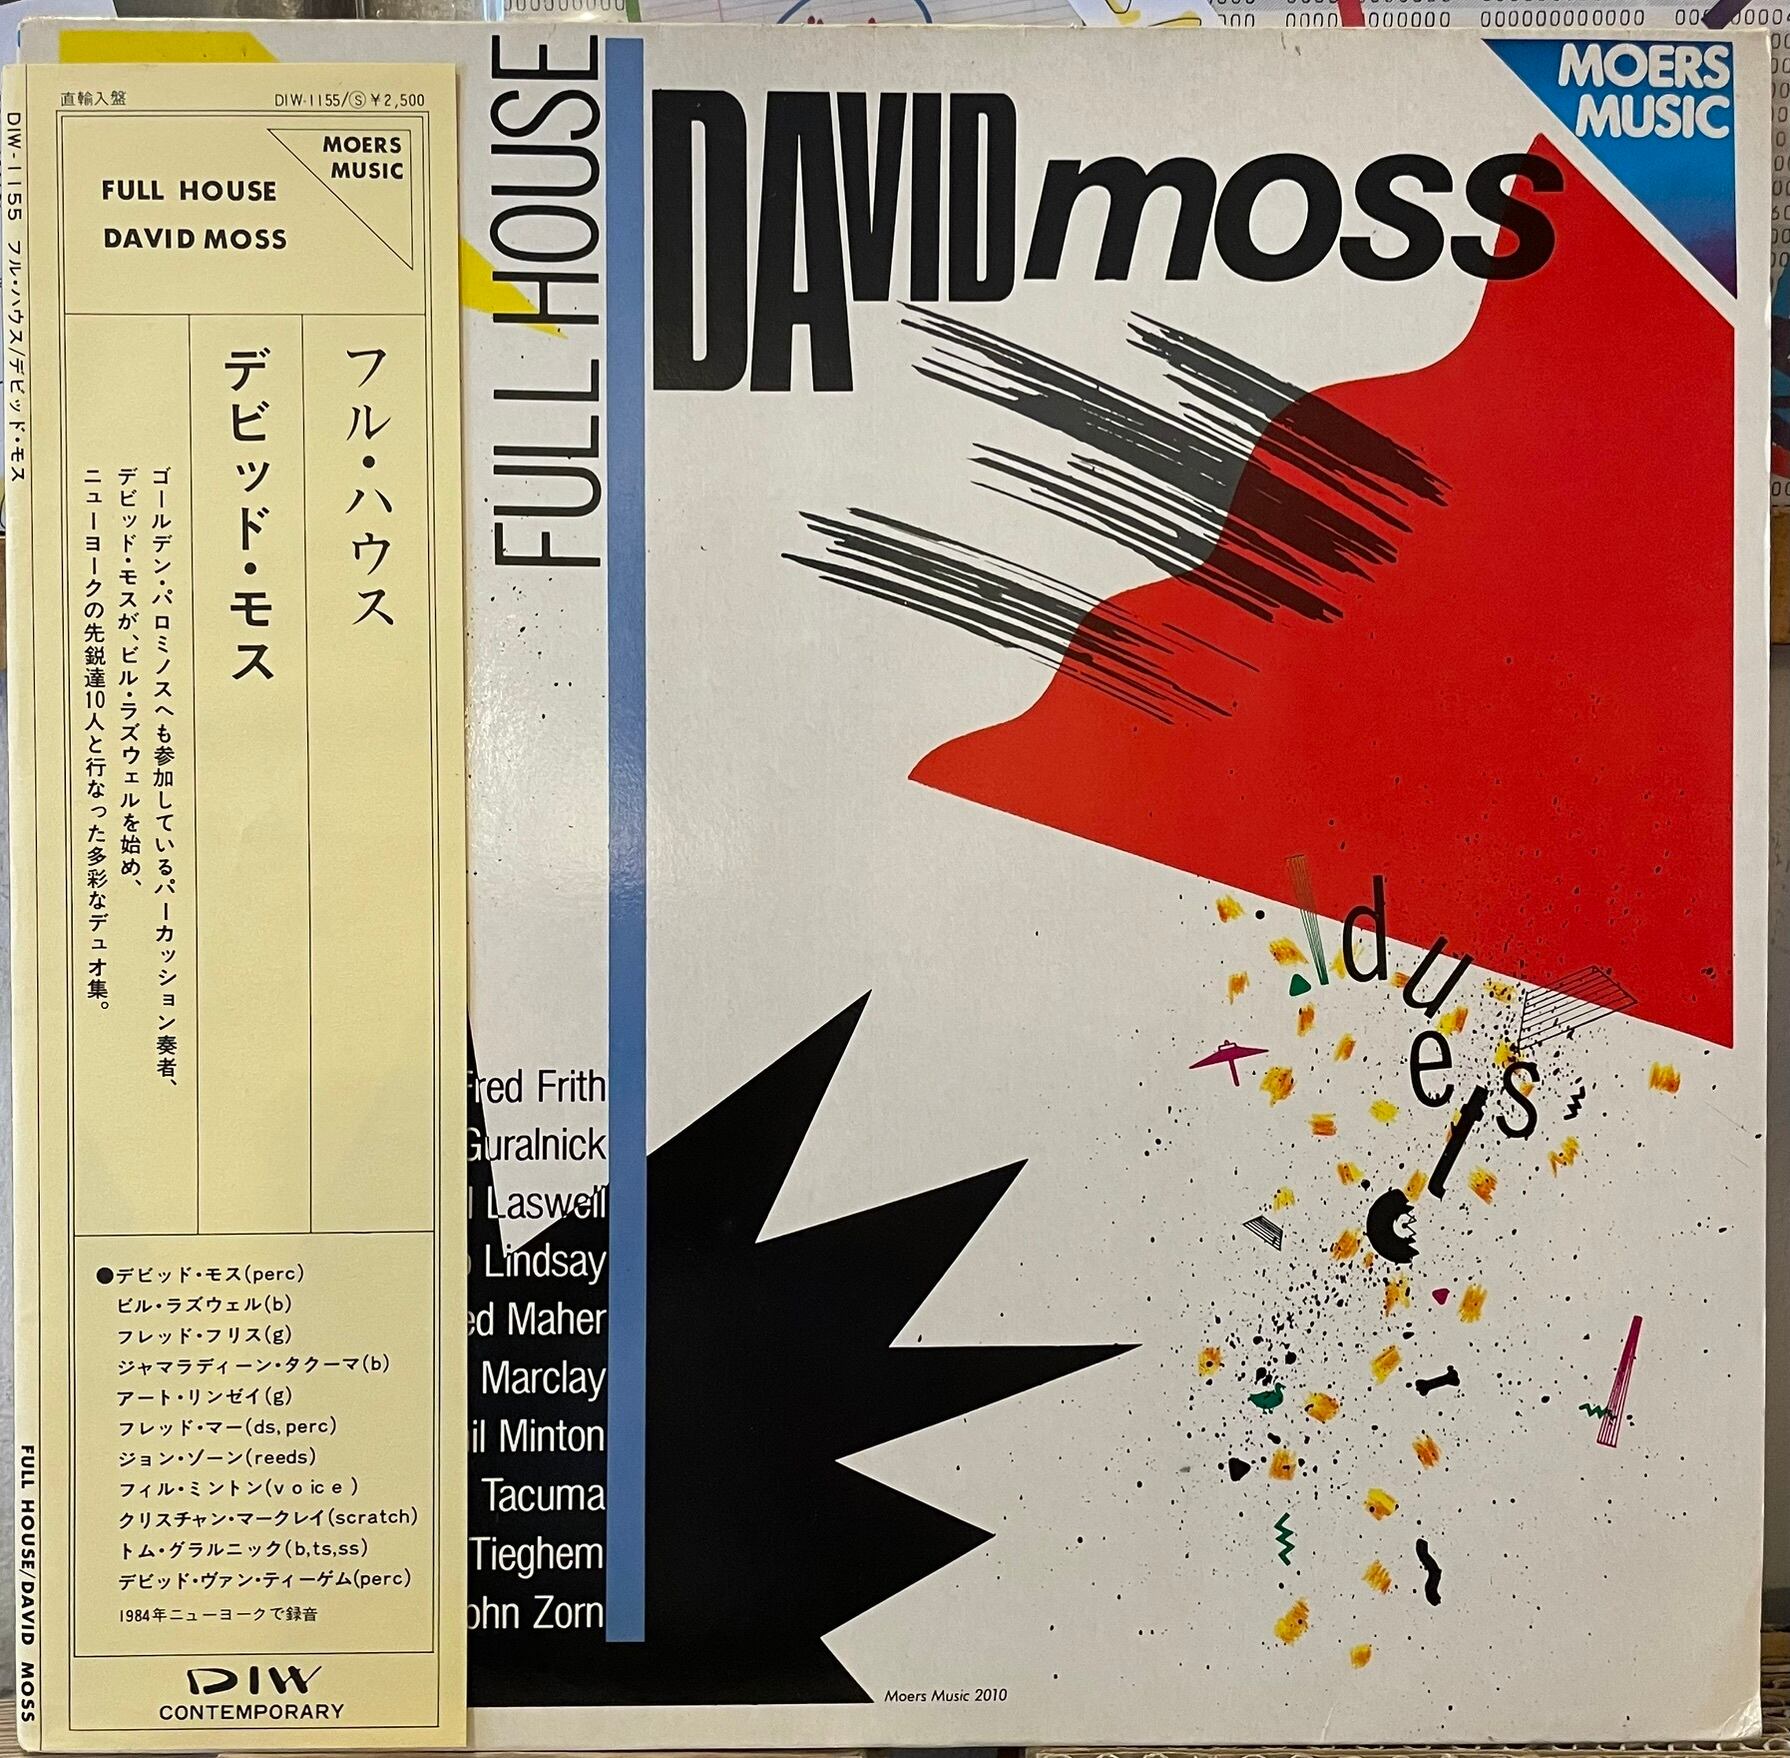 DIW-1155 フル・ハウス/デビッド・モス
FULL HOUSE/DAVID MOSS
直輸入盤
DIW-1155/Ⓢ¥2,500
MOERS
MUSIC
FULL HOUSE
DAVID MOSS
フル・ハウス
デビッド・モス
ゴールデン・パロミノスへも参加しているパーカッション奏者、
デビッド・モスが、ビル・ラズウェルを始め、
ニューヨークの先鋭達10人と行なった多彩なデュオ集。
●デビッド・モス(perc)
ビル・ラズウェル(b)
フレッド・フリス(g)
ジャマラディーン・タクーマ(b)
アート・リンゼイ(g)
フレッド・マー(ds,perc)
ジョン・ゾーン(reeds)
フィル・ミントン(voice)
クリスチャン・マークレイ(scratch)
トム・グラルニック(b,ts,ss)
デビッド・ヴァン・ティーゲム(perc)
1984年ニューヨークで録音
DIW
CONTEMPORARY
FULL HOUSE
DAVID moss
MOERS
MUSIC
duets
Fred Frith
Guralnick
l Laswell
o Lindsay
ed Maher
Marclay
il Minton
Tacuma
Tieghem
ohn Zorn
Moers Music 2010